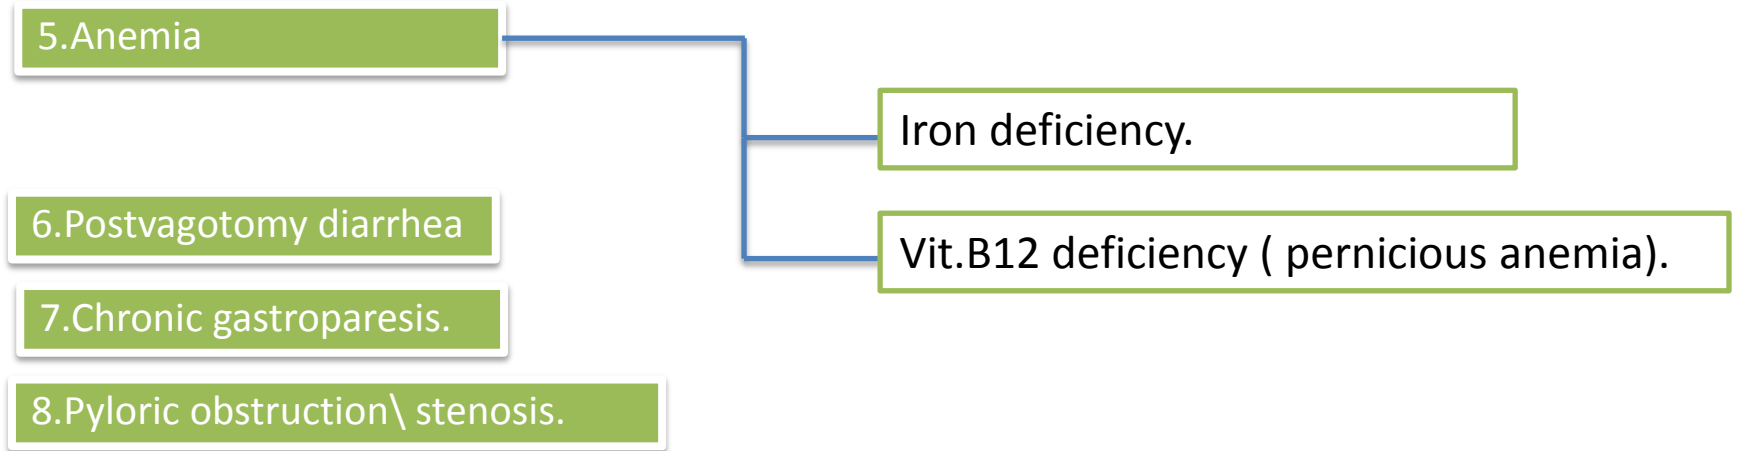 5.Anemia
Iron deficiency.
Vit.B12 deficiency ( pernicious anemia).
6.Postvagotomy diarrhea
7.Chronic gastroparesis.
8.Pyloric obstruction\ stenosis.